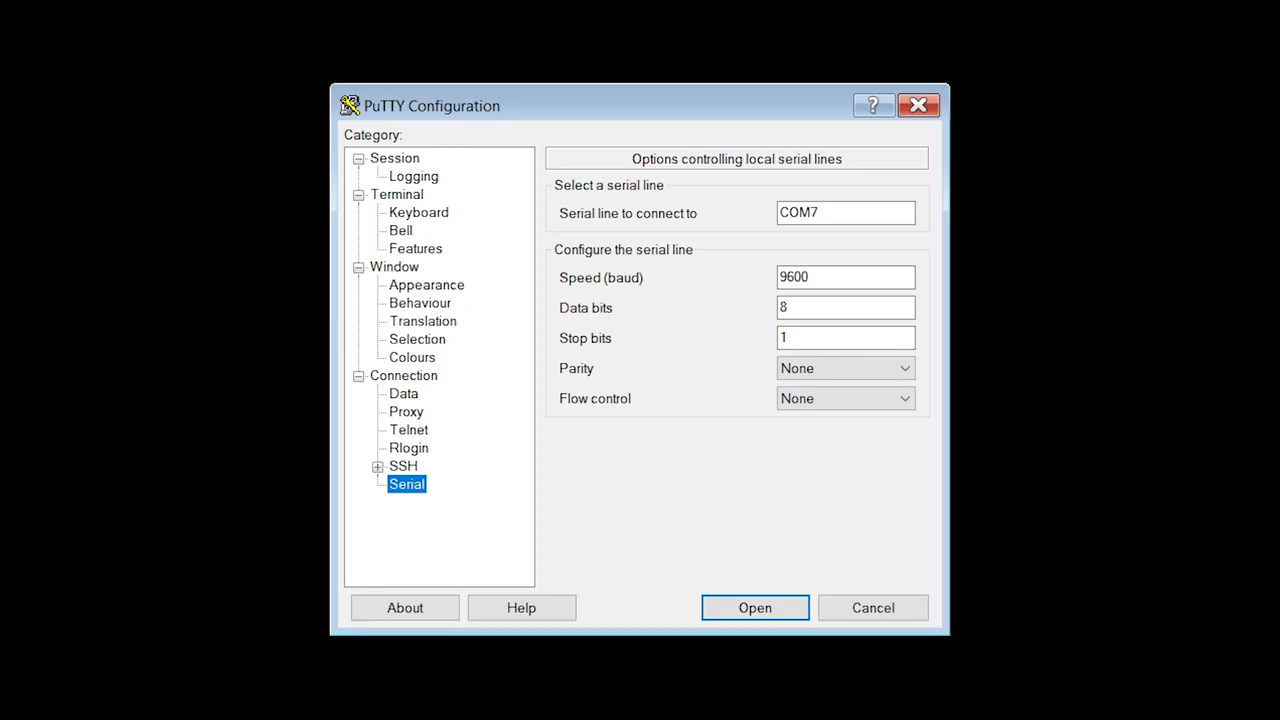 PuTTY Configuration
?
Category:
Session
Logging
Terminal
Keyboard
Bell
Features
Window
Appearance
Behaviour
Translation
Selection
Colours
Connection
Data
Proxy
Telnet
Rlogin
SSH
Serial
Options controlling local serial lines
Select a serial line
Serial line to connect to COM7
Configure the serial line
Speed (baud) 9600
Data bits 8
Stop bits 1
Parity None
Flow control None
About Help Open Cancel